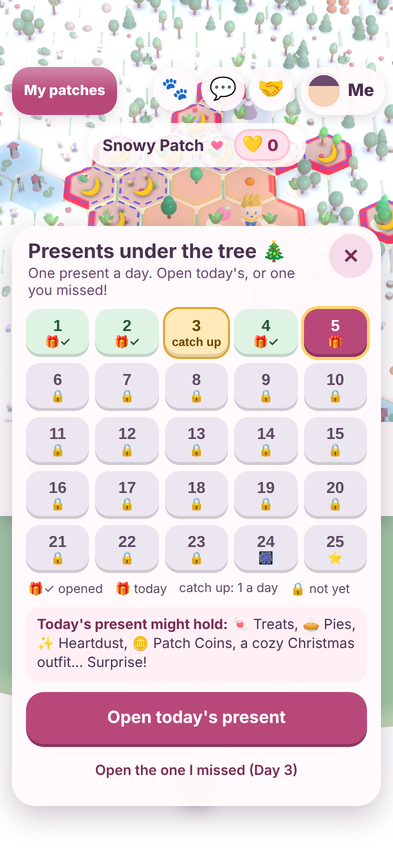 My patches
Me
Snowy Patch
0
Presents under the tree
One present a day. Open today's, or one
you missed!
1 2 3 4 5
catch up
6 7 8 9 10
11 12 13 14 15
16 17 18 19 20
21 22 23 24 25
opened today catch up: 1 a day not yet
Today's present might hold: Treats, Pies,
Heartdust, Patch Coins, a cozy Christmas
outfit... Surprise!
Open today's present
Open the one I missed (Day 3)